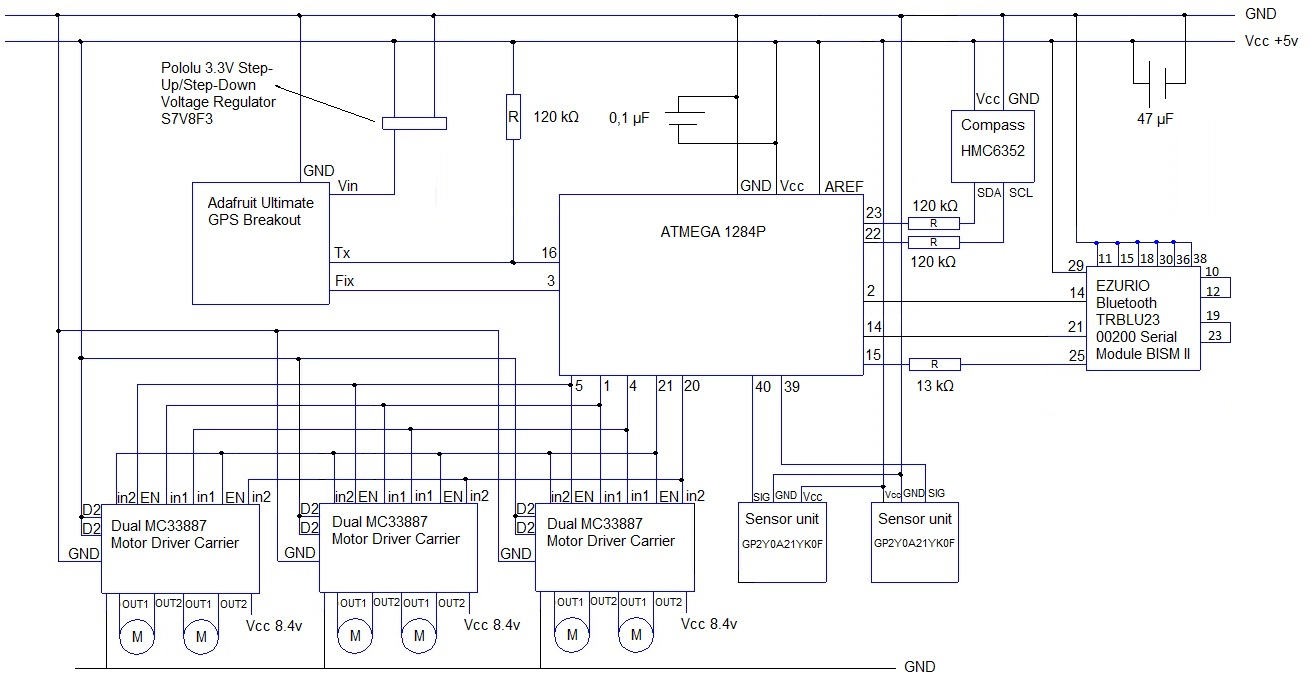 GND
Vcc +5v
Pololu 3.3V Step-
Up/Step-Down
Voltage Regulator
S7V8F3
R
120 kΩ
0,1 µF
47 µF
Vcc GND
Compass
HMC6352
SDA SCL
GND
Vin
Adafruit Ultimate
GPS Breakout
Tx
Fix
GND Vcc AREF
ATMEGA 1284P
16
3
23
22
2
14
15
120 kΩ
R
R
120 kΩ
R
13 kΩ
11 15 18 30 36 38
29
14
21
25
10
12
19
23
EZURIO
Bluetooth
TRBLU23
00200 Serial
Module BISM II
5 1 4 21 20 40 39
in2 EN in1 in1 EN in2
D2
D2
GND
Dual MC33887
Motor Driver Carrier
OUT1 OUT2 OUT1 OUT2
M M
Vcc 8.4v
in2 EN in1 in1 EN in2
D2
D2
GND
Dual MC33887
Motor Driver Carrier
OUT1 OUT2 OUT1 OUT2
M M
Vcc 8.4v
in2 EN in1 in1 EN in2
D2
D2
GND
Dual MC33887
Motor Driver Carrier
OUT1 OUT2 OUT1 OUT2
M M
Vcc 8.4v
SIG GND Vcc
Sensor unit
GP2Y0A21YK0F
Vcc GND SIG
Sensor unit
GP2Y0A21YK0F
GND